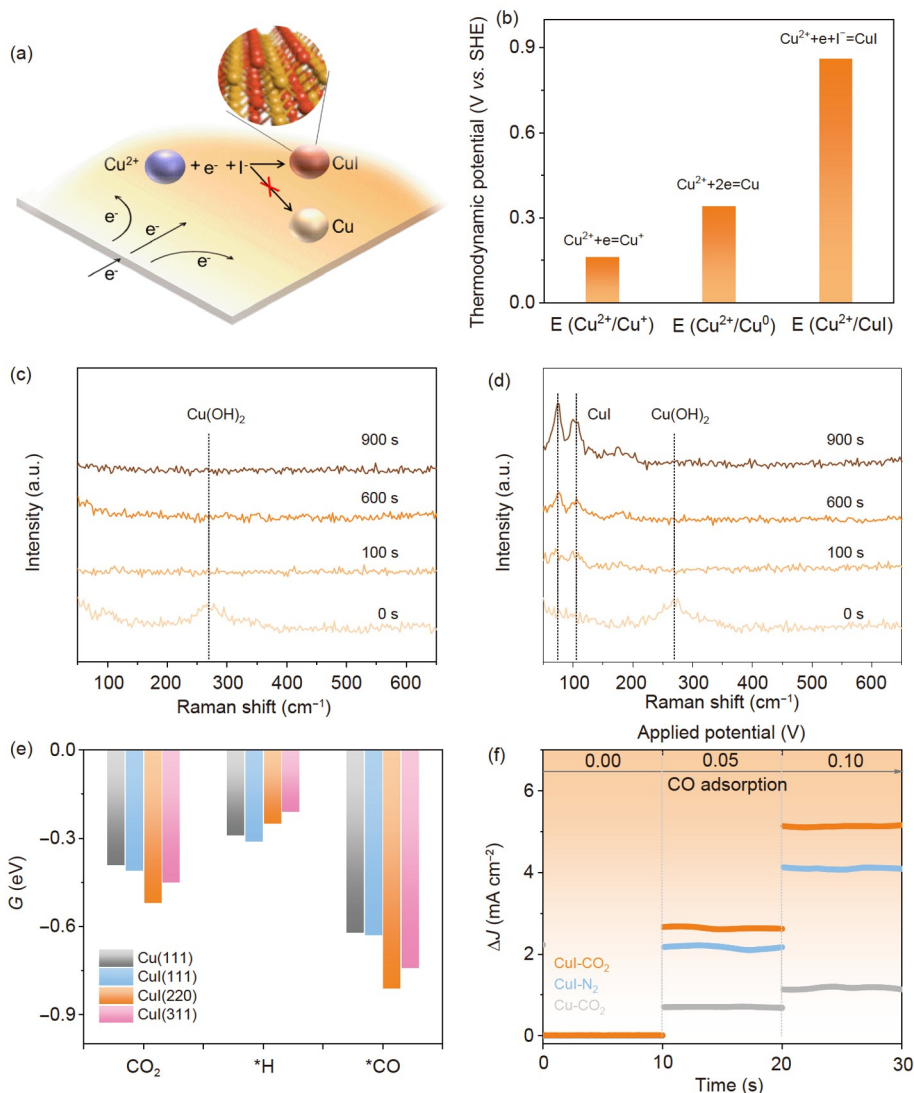 (a)
Cu²⁺ + e⁻ + I⁻ CuI
Cu
e⁻
e⁻
e⁻
e⁻
(b)
Thermodynamic potential (V vs. SHE)
0.9
0.6
0.3
0.0
Cu²⁺+e+I⁻=CuI
Cu²⁺+2e=Cu
Cu²⁺+e=Cu⁺
E (Cu²⁺/Cu⁺) E (Cu²⁺/Cu⁰) E (Cu²⁺/CuI)
(c)
Intensity (a.u.)
Cu(OH)₂
900 s
600 s
100 s
0 s
100 200 300 400 500 600
Raman shift (cm⁻¹)
(d)
Intensity (a.u.)
CuI Cu(OH)₂
900 s
600 s
100 s
0 s
100 200 300 400 500 600
Raman shift (cm⁻¹)
(e)
G (eV)
0.0
−0.3
−0.6
−0.9
Cu(111)
CuI(111)
CuI(220)
CuI(311)
CO₂ *H *CO
(f)
Applied potential (V)
0.00 0.05 0.10
CO adsorption
ΔJ (mA cm⁻²)
6
4
2
0
CuI-CO₂
CuI-N₂
Cu-CO₂
0 10 20 30
Time (s)